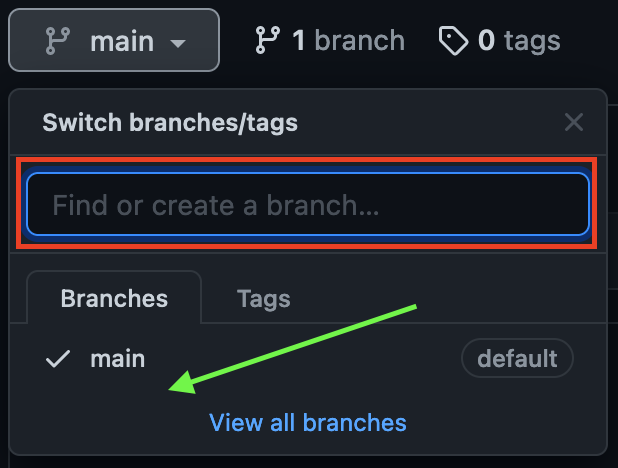 main 1 branch 0 tags
Switch branches/tags
Find or create a branch...
Branches Tags
main default
View all branches